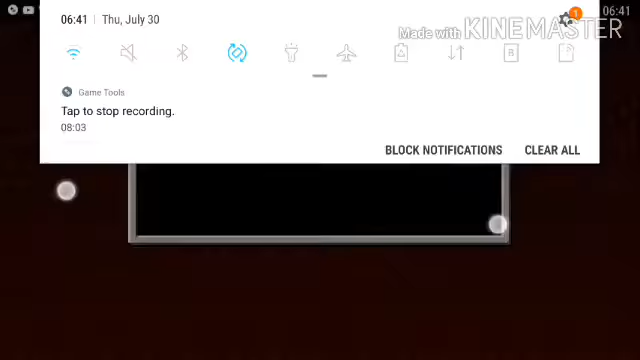 06:41
06:41 | Thu, July 30
1
Made with KINEMASTER
R
Game Tools
Tap to stop recording.
08:03
BLOCK NOTIFICATIONS CLEAR ALL